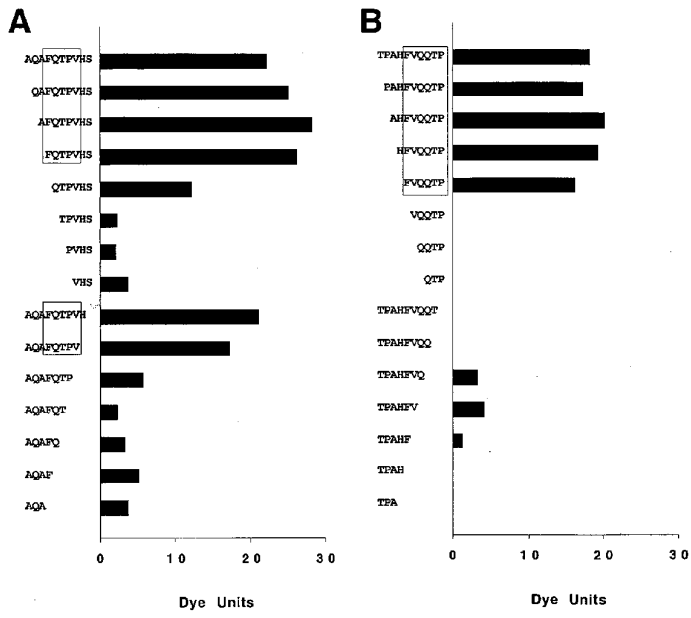 A
AQAFQTPVHS
QAFQTPVHS
AFQTPVHS
FQTPVHS
QTPVHS
TPVHS
PVHS
VHS
AQAFQTPVH
AQAFQTPV
AQAFQTP
AQAFQT
AQAFQ
AQAF
AQA
0 10 20 30
Dye Units
B
TPAHFVQQTP
PAHFVQQTP
AHFVQQTP
HFVQQTP
FVQQTP
VQQTP
QQTP
QTP
TPAHFVQQT
TPAHFVQQ
TPAHFVQ
TPAHFV
TPAHF
TPAH
TPA
0 10 20 30
Dye Units